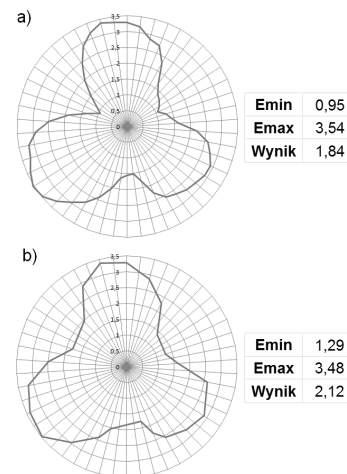 a)
3,5
3
2,5
2
1,5
1
0,5
0
Emin 0,95
Emax 3,54
Wynik 1,84
b)
3,5
3
2,5
2
1,5
1
0,5
0
Emin 1,29
Emax 3,48
Wynik 2,12